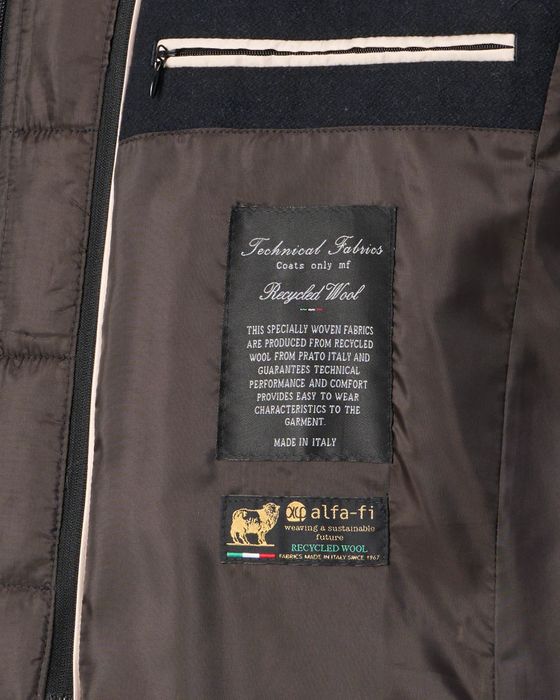 Technical Fabrics
Coats only mf
Recycled Wool
THIS SPECIALLY WOVEN FABRICS
ARE PRODUCED FROM RECYCLED
WOOL FROM PRATO ITALY AND
GUARANTEES TECHNICAL
PERFORMANCE AND COMFORT
PROVIDES EASY TO WEAR
CHARACTERISTICS TO THE
GARMENT.
MADE IN ITALY
alfa-fi
weaving a sustainable
future
RECYCLED WOOL
FABRICS MADE IN ITALY SINCE 1967